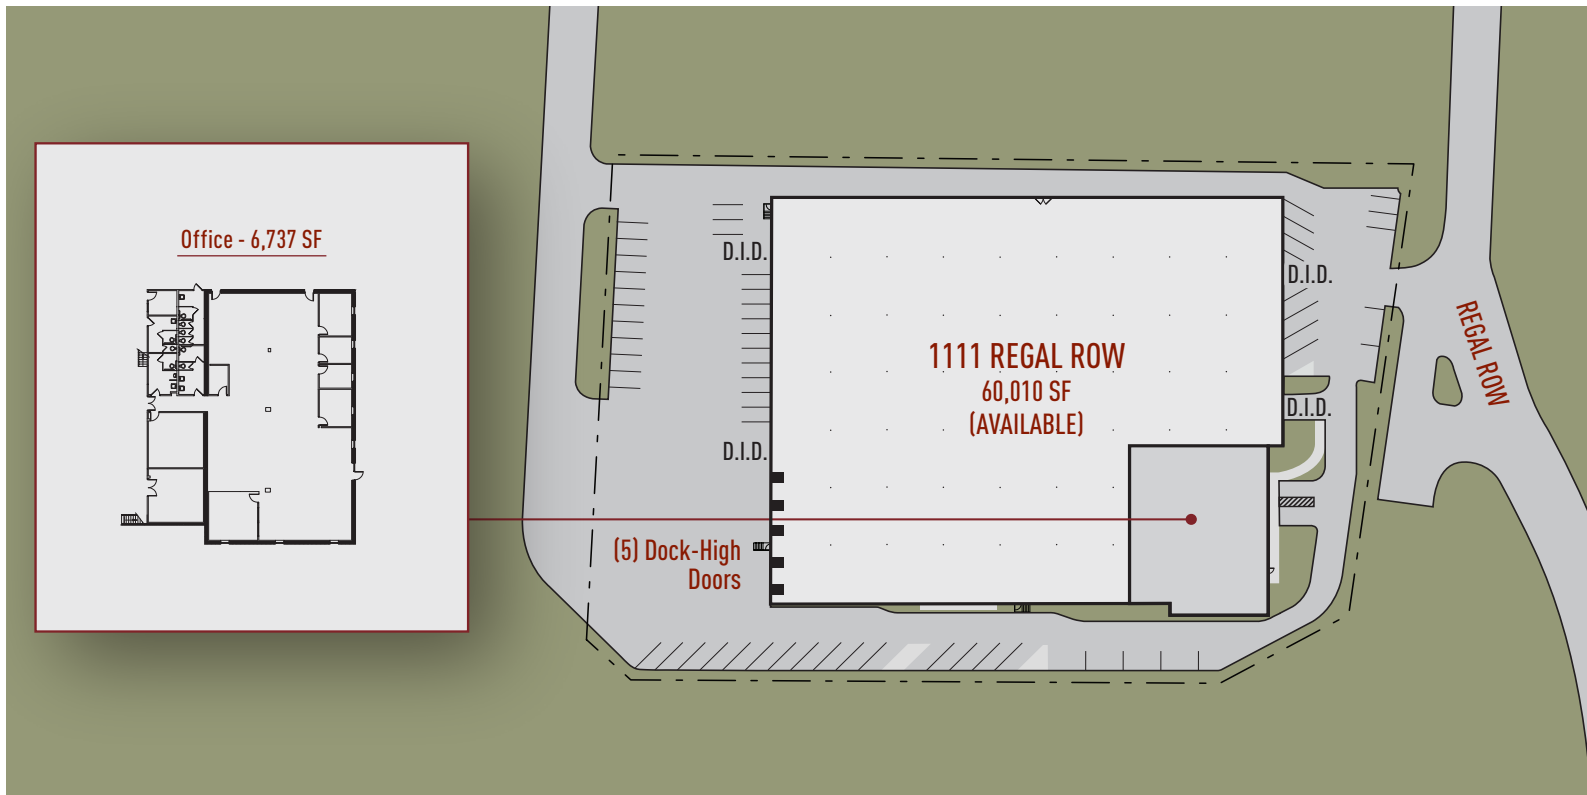 Office - 6,737 SF
D.I.D.
D.I.D.
1111 REGAL ROW
60,010 SF
(AVAILABLE)
REGAL ROW
D.I.D.
D.I.D.
(5) Dock-High
Doors